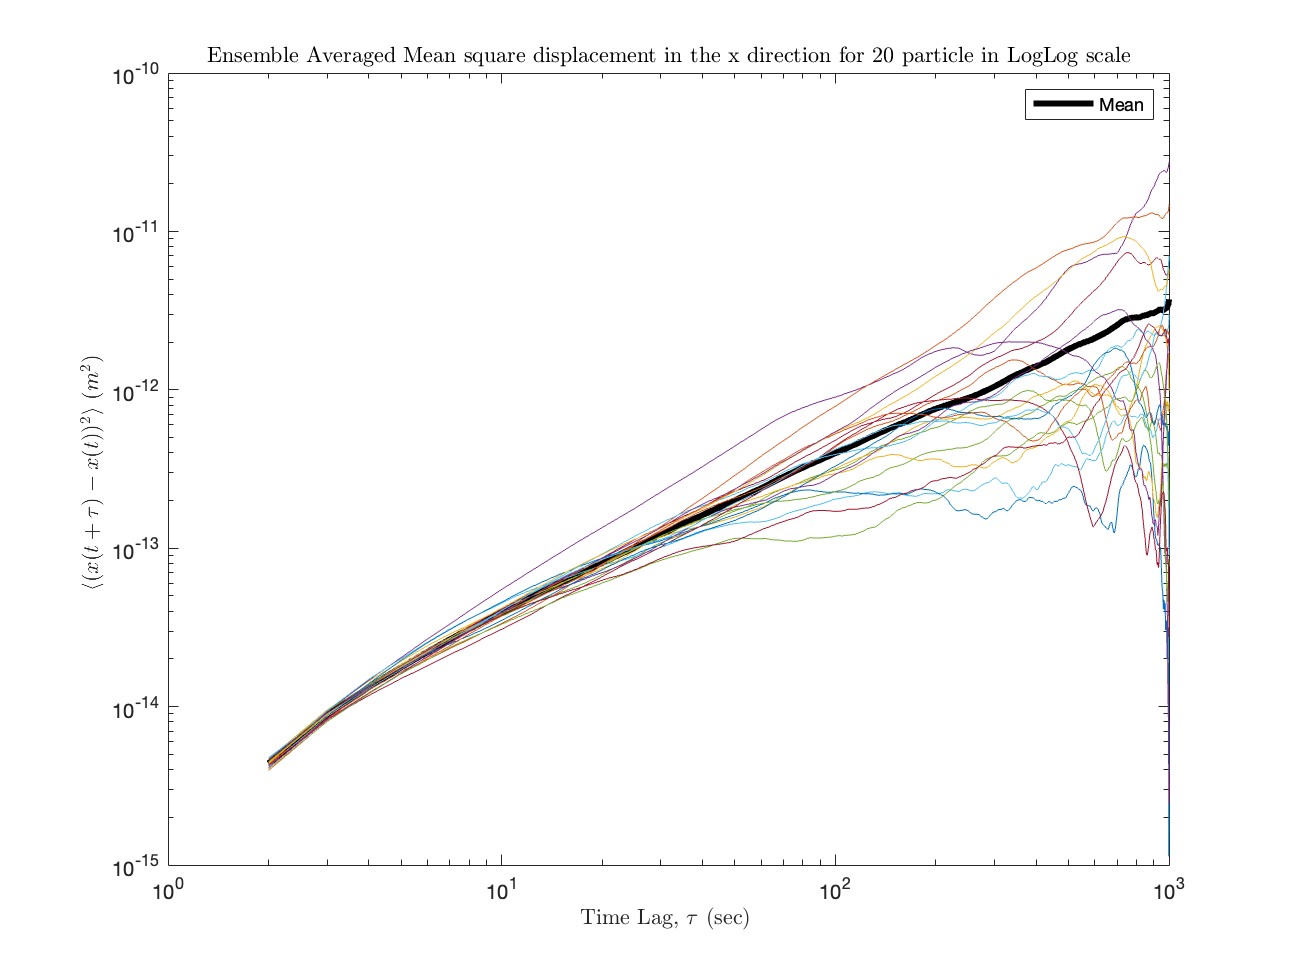 Ensemble Averaged Mean square displacement in the x direction for 20 particle in LogLog scale
Mean
10^-10
10^-11
10^-12
10^-13
10^-14
10^-15
⟨(x(t + τ) − x(t))^2⟩ (m^2)
10^0 10^1 10^2 10^3
Time Lag, τ (sec)